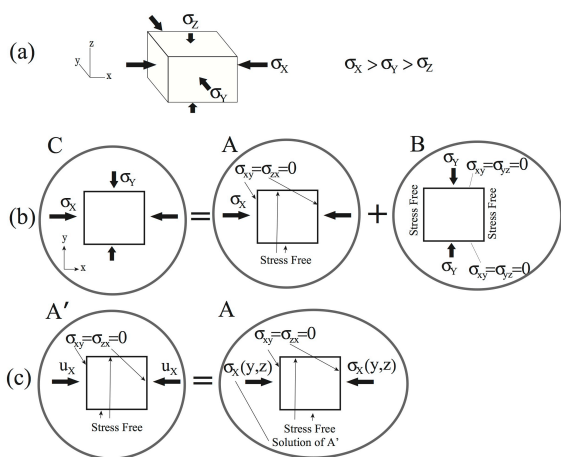 (a)
z
y
x
σZ
σX
σY
σX > σY > σZ
(b)
C
σY
σX
y
x
=
A
σxy=σzx=0
σX
Stress Free
+
B
σY
σxy=σyz=0
Stress Free
Stress Free
σY
σxy=σyz=0
(c)
A′
σxy=σzx=0
uX
uX
Stress Free
=
A
σxy=σzx=0
σX(y,z)
σX(y,z)
Stress Free
Solution of A'